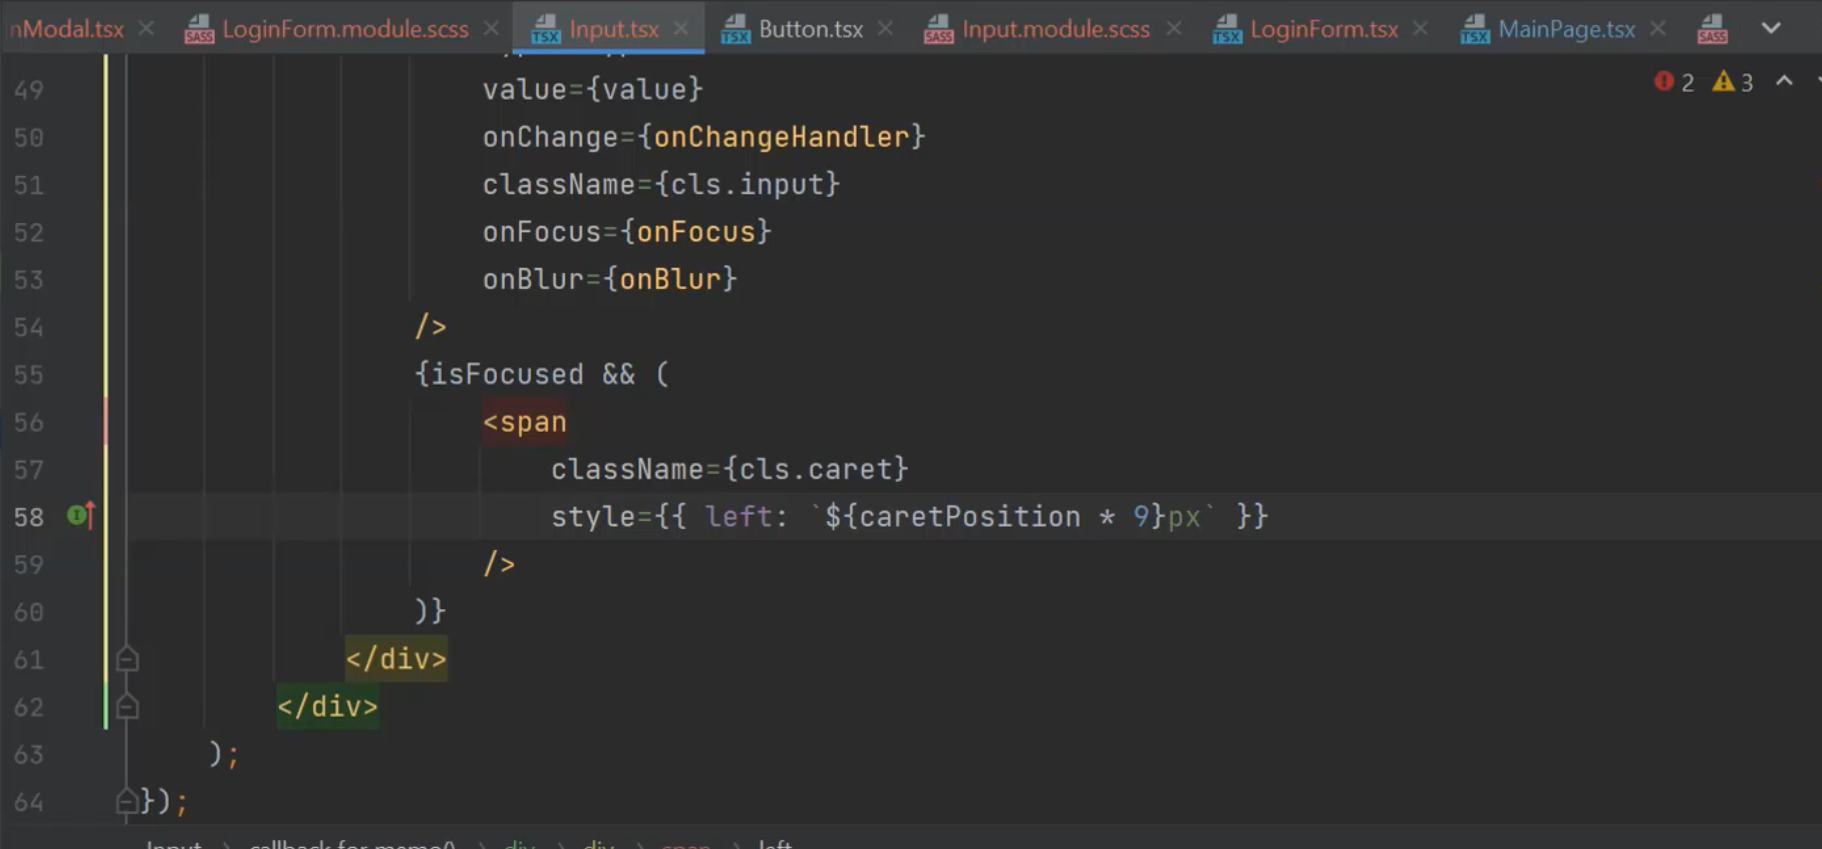 nModal.tsx LoginForm.module.scss Input.tsx Button.tsx Input.module.scss LoginForm.tsx MainPage.tsx
49 value={value}
2 3
50 onChange={onChangeHandler}
51 className={cls.input}
52 onFocus={onFocus}
53 onBlur={onBlur}
54 />
55 {isFocused && (
56 <span
57 className={cls.caret}
58 style={{ left: `${caretPosition * 9}px` }}
59 />
60 )}
61 </div>
62 </div>
63 );
64 });
Input callback for memo() div div span left